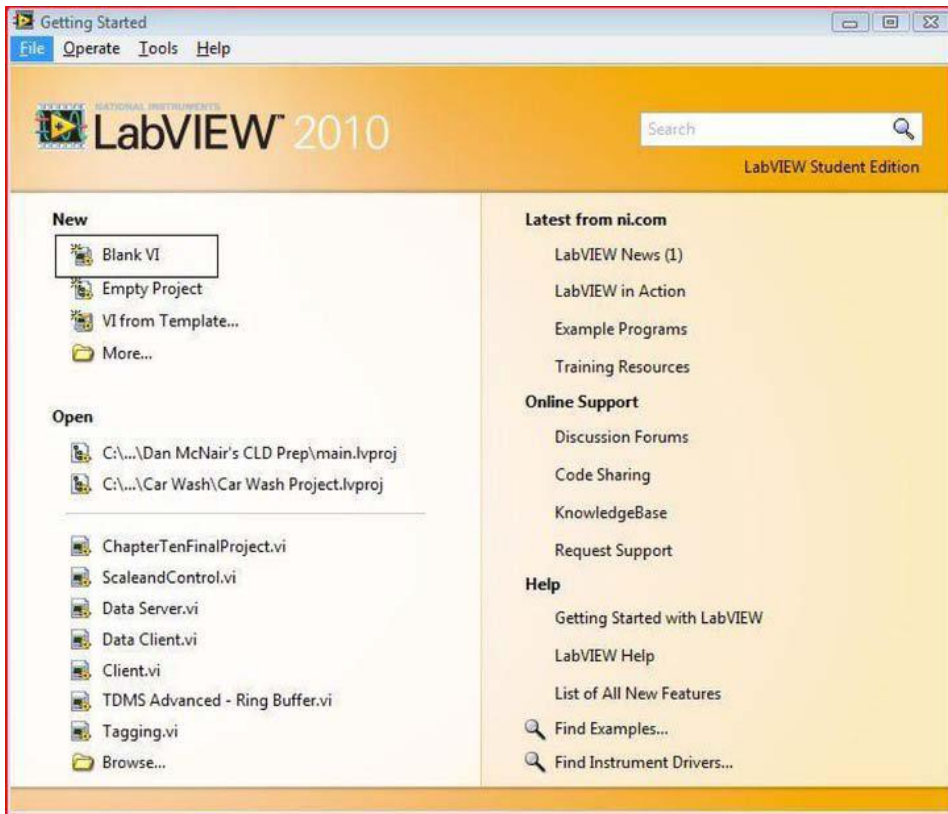 Getting Started
File Operate Tools Help
NATIONAL INSTRUMENTS
LabVIEW™ 2010
Search
LabVIEW Student Edition
New
Blank VI
Empty Project
VI from Template...
More...
Open
C:\...\Dan McNair's CLD Prep\main.lvproj
C:\...\Car Wash\Car Wash Project.lvproj
ChapterTenFinalProject.vi
ScaleandControl.vi
Data Server.vi
Data Client.vi
Client.vi
TDMS Advanced - Ring Buffer.vi
Tagging.vi
Browse...
Latest from ni.com
LabVIEW News (1)
LabVIEW in Action
Example Programs
Training Resources
Online Support
Discussion Forums
Code Sharing
KnowledgeBase
Request Support
Help
Getting Started with LabVIEW
LabVIEW Help
List of All New Features
Find Examples...
Find Instrument Drivers...